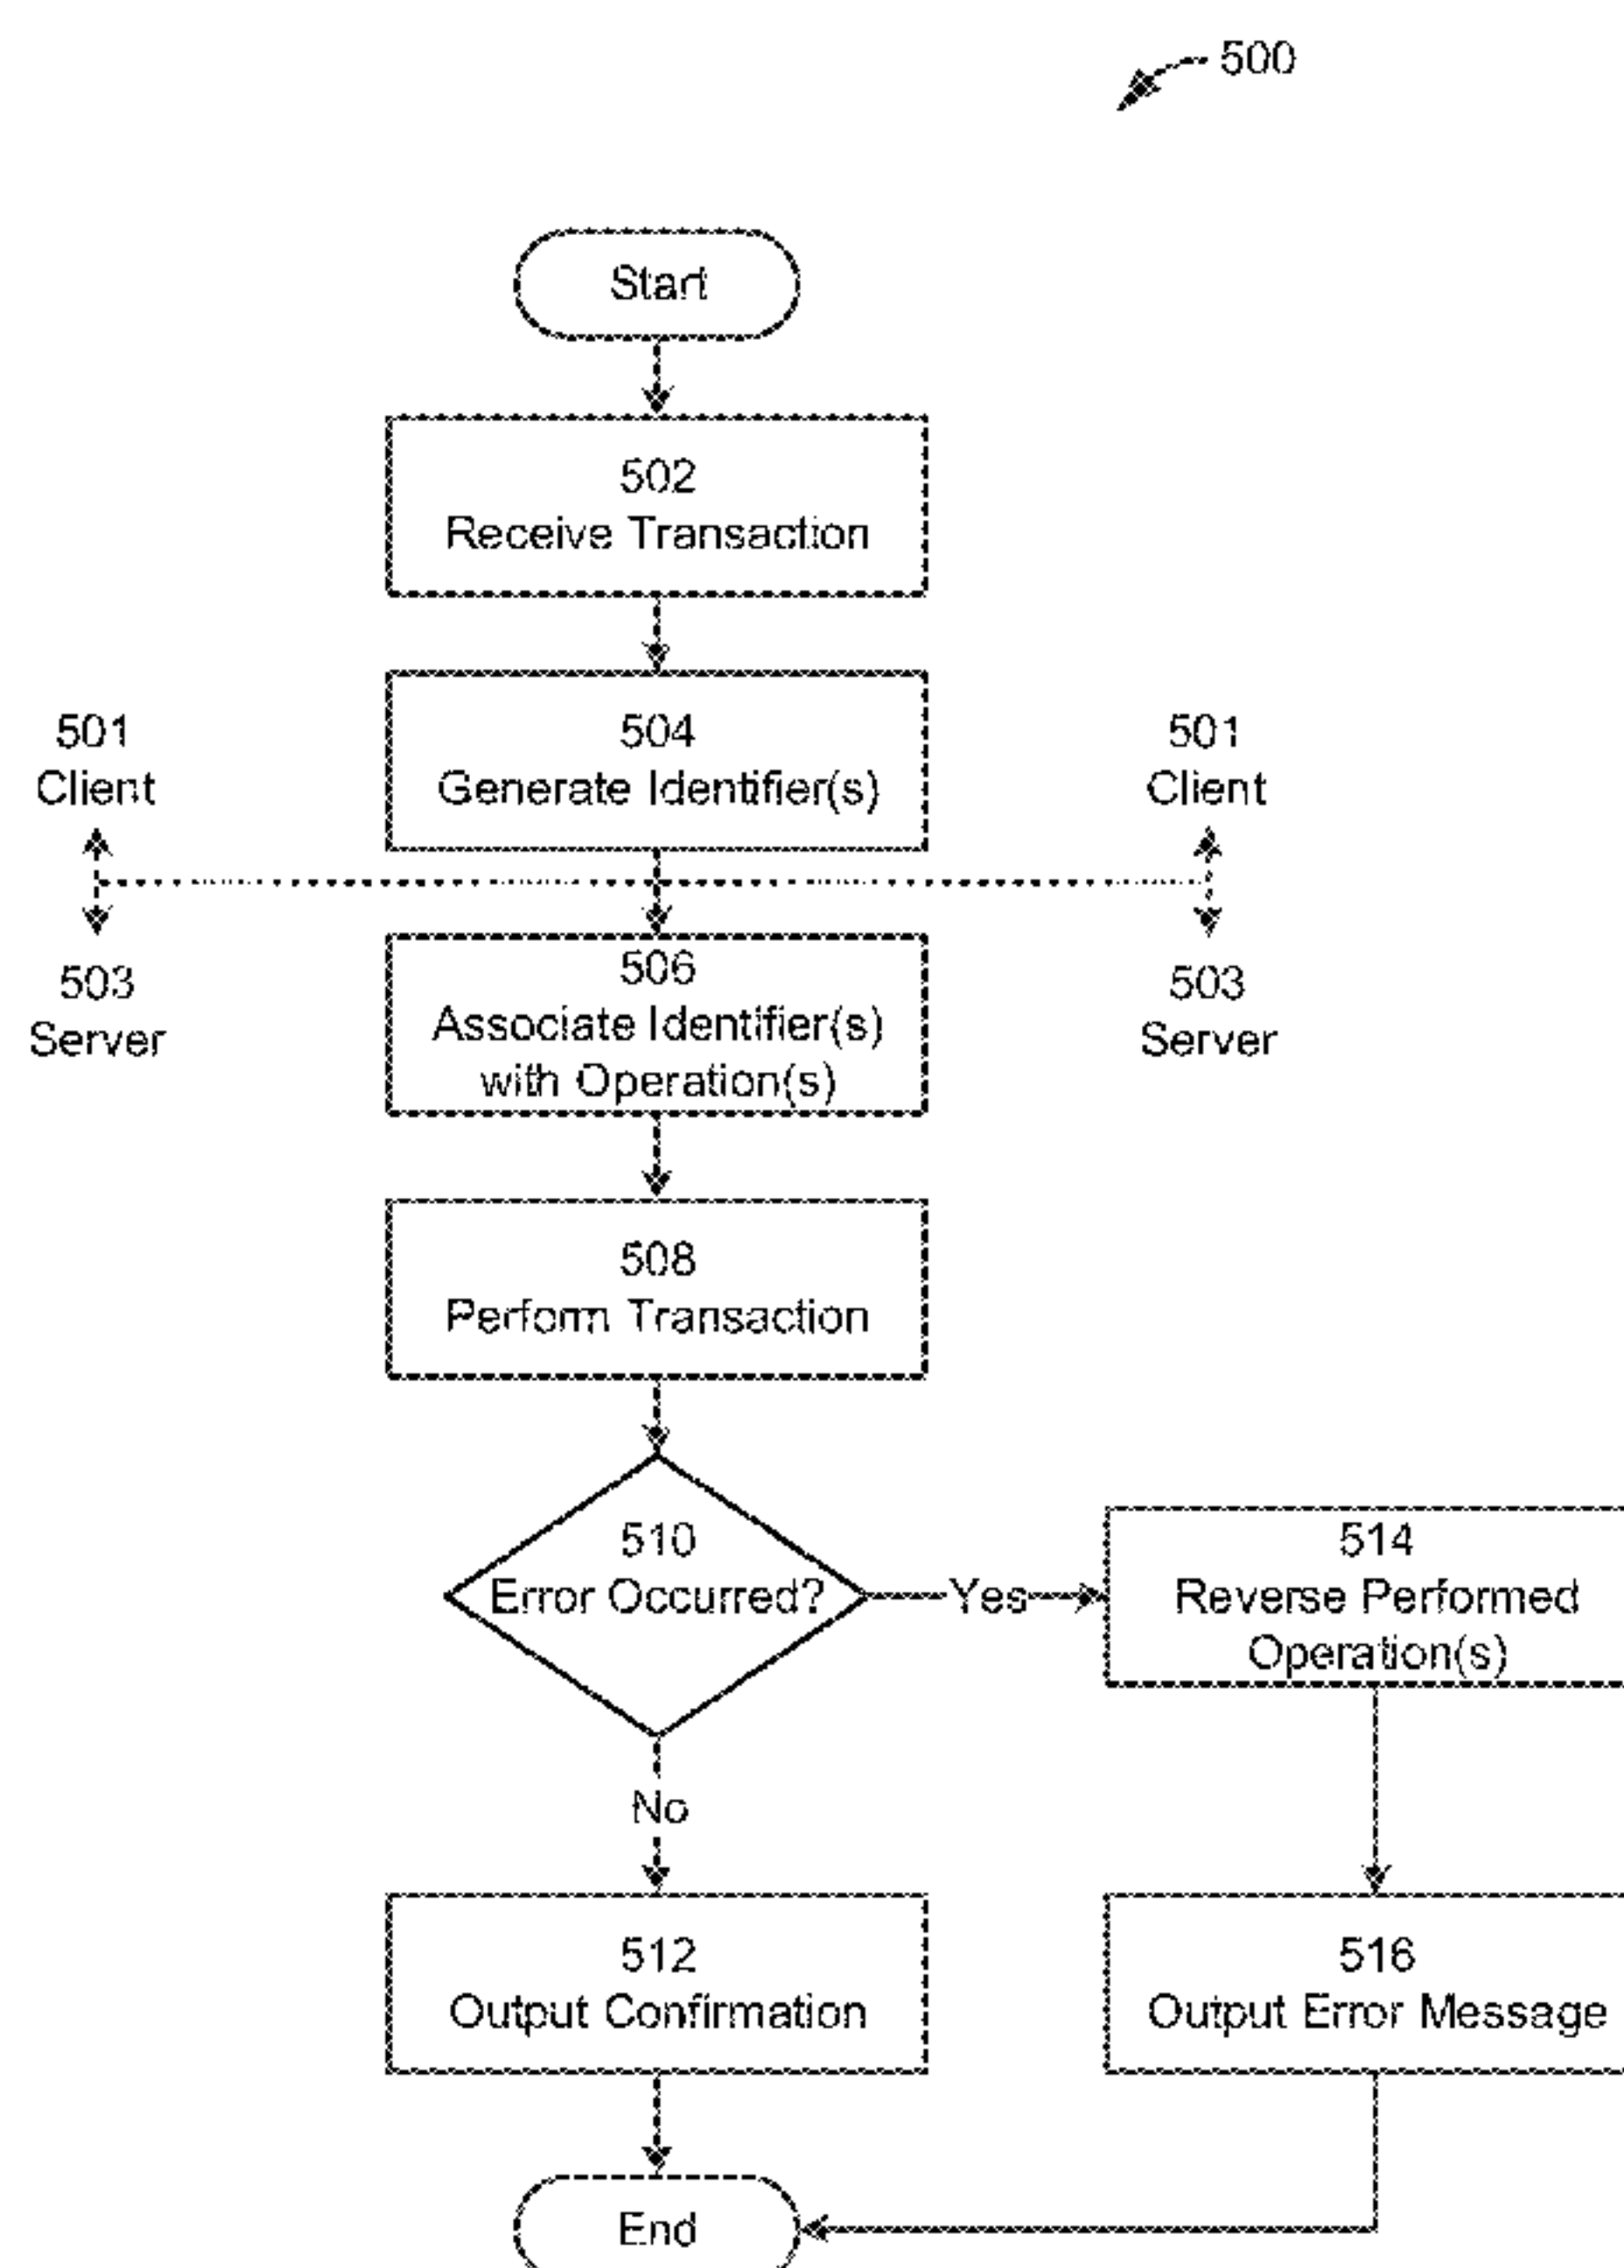 500
Start
502
Receive Transaction
504
Generate Identifier(s)
501
Client
501
Client
503
Server
503
Server
506
Associate Identifier(s)
with Operation(s)
508
Perform Transaction
510
Error Occurred?
Yes
514
Reverse Performed
Operation(s)
No
512
Output Confirmation
516
Output Error Message
End